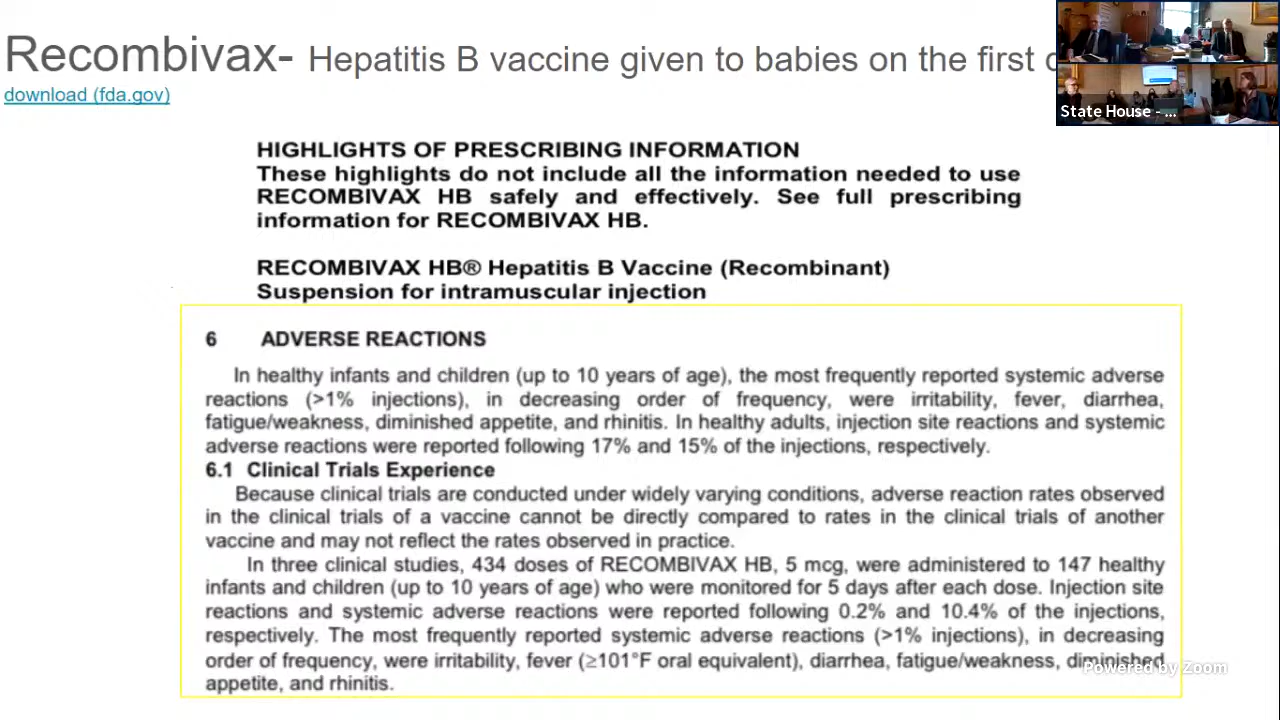 Recombivax- Hepatitis B vaccine given to babies on the first
download (fda.gov)
State House - ...
HIGHLIGHTS OF PRESCRIBING INFORMATION
These highlights do not include all the information needed to use
RECOMBIVAX HB safely and effectively. See full prescribing
information for RECOMBIVAX HB.
RECOMBIVAX HB® Hepatitis B Vaccine (Recombinant)
Suspension for intramuscular injection
6 ADVERSE REACTIONS
In healthy infants and children (up to 10 years of age), the most frequently reported systemic adverse
reactions (>1% injections), in decreasing order of frequency, were irritability, fever, diarrhea,
fatigue/weakness, diminished appetite, and rhinitis. In healthy adults, injection site reactions and systemic
adverse reactions were reported following 17% and 15% of the injections, respectively.
6.1 Clinical Trials Experience
Because clinical trials are conducted under widely varying conditions, adverse reaction rates observed
in the clinical trials of a vaccine cannot be directly compared to rates in the clinical trials of another
vaccine and may not reflect the rates observed in practice.
In three clinical studies, 434 doses of RECOMBIVAX HB, 5 mcg, were administered to 147 healthy
infants and children (up to 10 years of age) who were monitored for 5 days after each dose. Injection site
reactions and systemic adverse reactions were reported following 0.2% and 10.4% of the injections,
respectively. The most frequently reported systemic adverse reactions (>1% injections), in decreasing
order of frequency, were irritability, fever (≥101°F oral equivalent), diarrhea, fatigue/weakness, diminished
appetite, and rhinitis.
Powered by Zoom